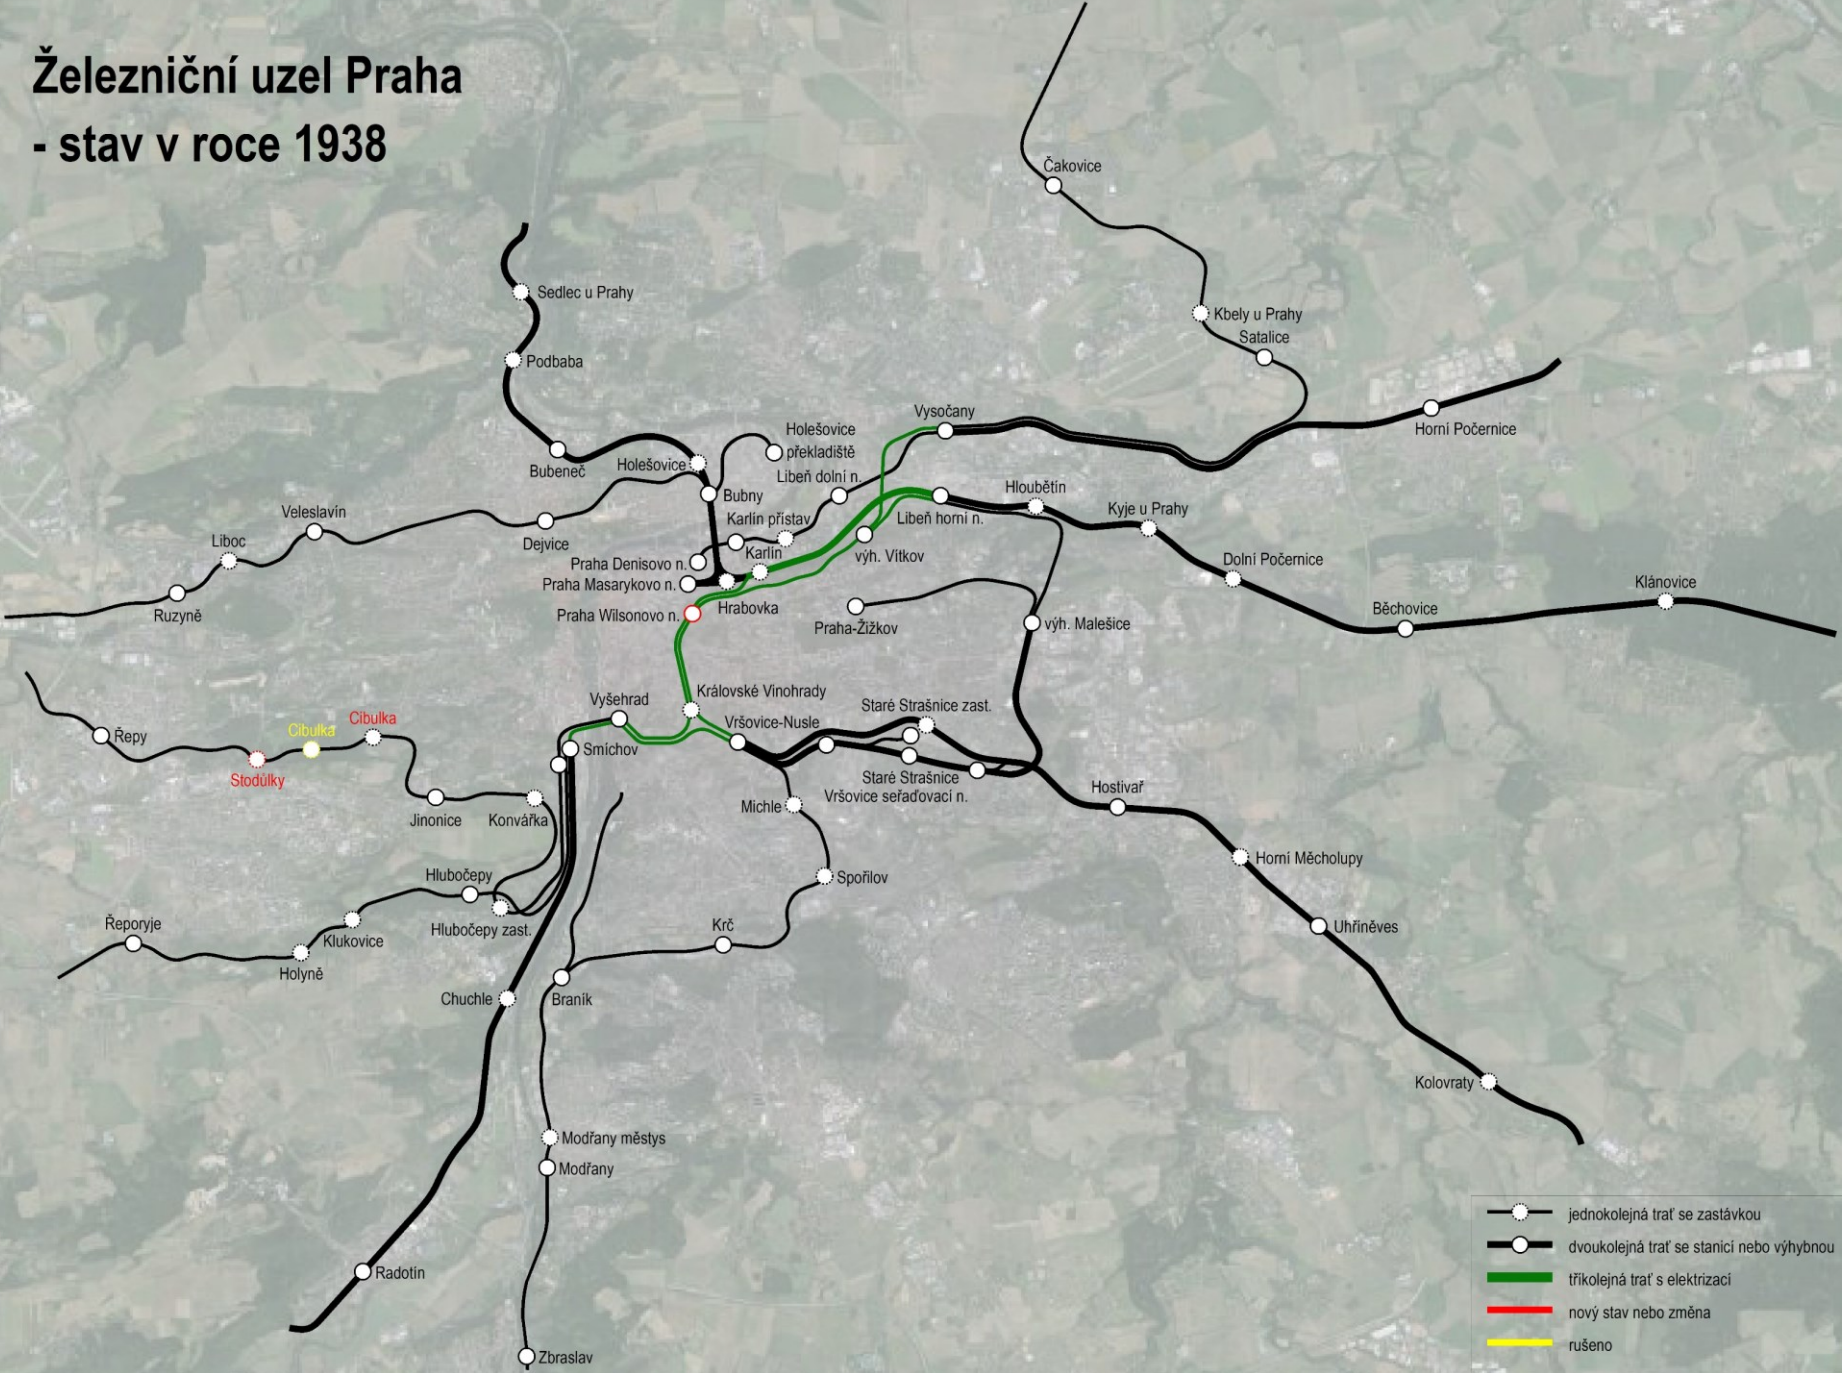 Železniční uzel Praha
- stav v roce 1938
Čakovice
Sedlec u Prahy
Kbely u Prahy
Satalice
Podbaba
Vysočany
Horní Počernice
Holešovice
překladiště
Bubeneč
Holešovice
Libeň dolní n.
Bubny
Hloubětín
Kyje u Prahy
Veleslavín
Karlín přístav
Libeň horní n.
Liboc
Dejvice
Karlín
výh. Vítkov
Praha Denisovo n.
Dolní Počernice
Praha Masarykovo n.
Klánovice
Ruzyně
Praha Wilsonovo n.
Hrabovka
Běchovice
Praha-Žižkov
výh. Malešice
Královské Vinohrady
Vyšehrad
Staré Strašnice zast.
Cibulka
Cibulka
Vršovice-Nusle
Řepy
Smíchov
Stodůlky
Staré Strašnice
Hostivař
Vršovice seřaďovací n.
Michle
Jinonice
Konvářka
Horní Měcholupy
Hlubočepy
Spořilov
Řeporyje
Hlubočepy zast.
Krč
Uhříněves
Klukovice
Holyně
Chuchle
Braník
Kolovraty
Modřany městys
Modřany
Radotín
Zbraslav
jednokolejná trať se zastávkou
dvoukolejná trať se stanicí nebo výhybnou
tříkolejná trať s elektrizací
nový stav nebo změna
rušeno